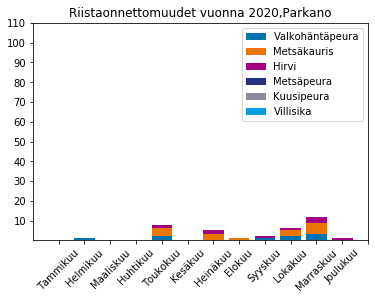 Riistaonnettomuudet vuonna 2020,Parkano
110
100
90
80
70
60
50
40
30
20
10
Valkohäntäpeura
Metsäkauris
Hirvi
Metsäpeura
Kuusipeura
Villisika
Tammikuu
Helmikuu
Maaliskuu
Huhtikuu
Toukokuu
Kesäkuu
Heinäkuu
Elokuu
Syyskuu
Lokakuu
Marraskuu
Joulukuu